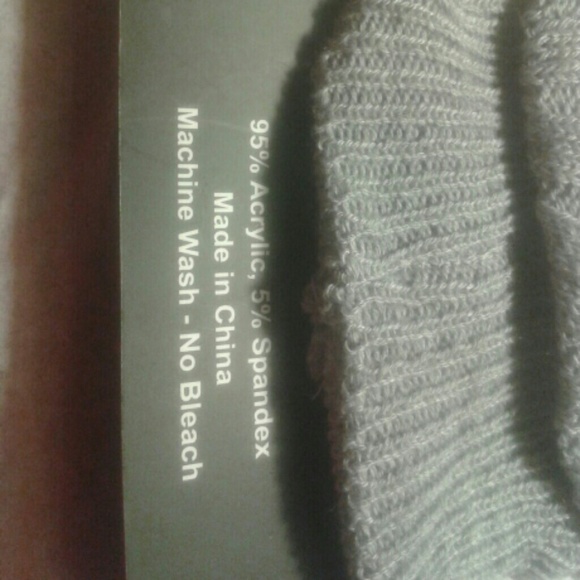 95% Acrylic, 5% Spandex
Made in China
Machine Wash - No Bleach